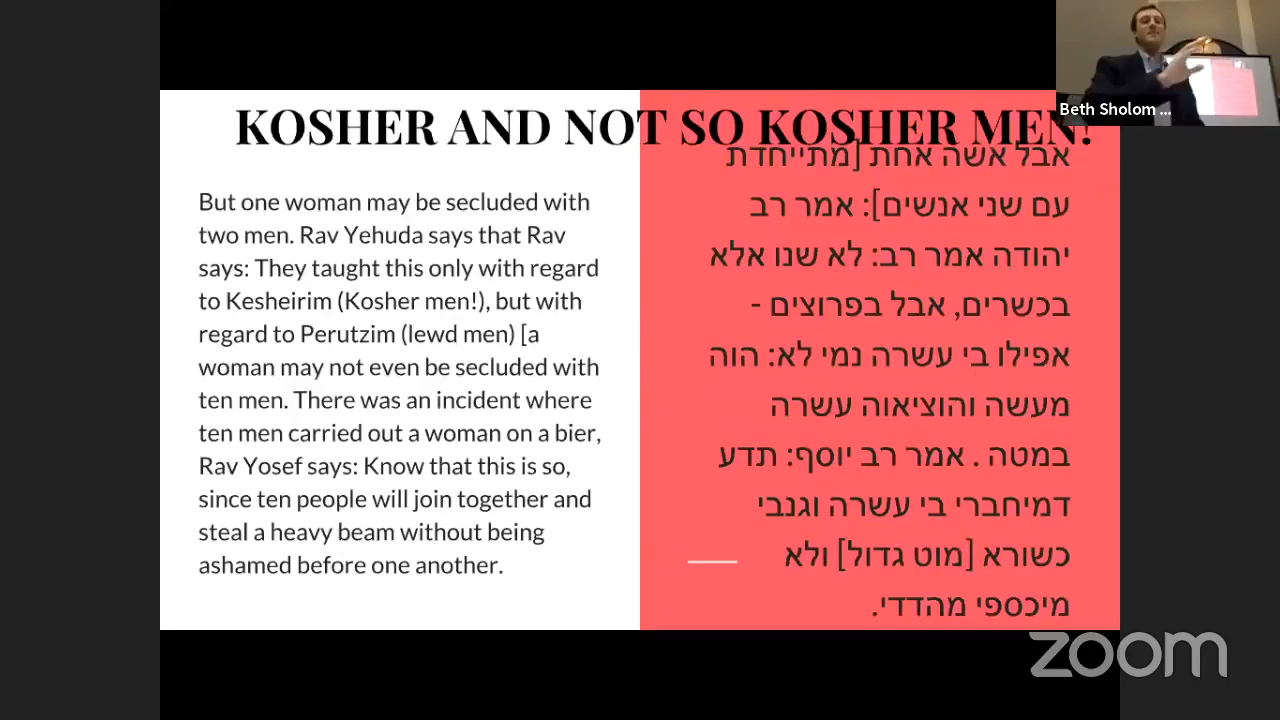 KOSHER AND NOT SO KOSHER MEN!
But one woman may be secluded with
two men. Rav Yehuda says that Rav
says: They taught this only with regard
to Kesheirim (Kosher men!), but with
regard to Perutzim (lewd men) [a
woman may not even be secluded with
ten men. There was an incident where
ten men carried out a woman on a bier,
Rav Yosef says: Know that this is so,
since ten people will join together and
steal a heavy beam without being
ashamed before one another.
אבל אשה אחת [מתייחדת
עם שני אנשים]: אמר רב
יהודה אמר רב: לא שנו אלא
בכשרים, אבל בפרוצים -
אפילו בי עשרה נמי לא: הוה
מעשה והוציאוה עשרה
במטה . אמר רב יוסף: תדע
דמיחברי בי עשרה וגנבי
כשורא [מוט גדול] ולא
מיכספי מהדדי.
Beth Sholom ...
zoom